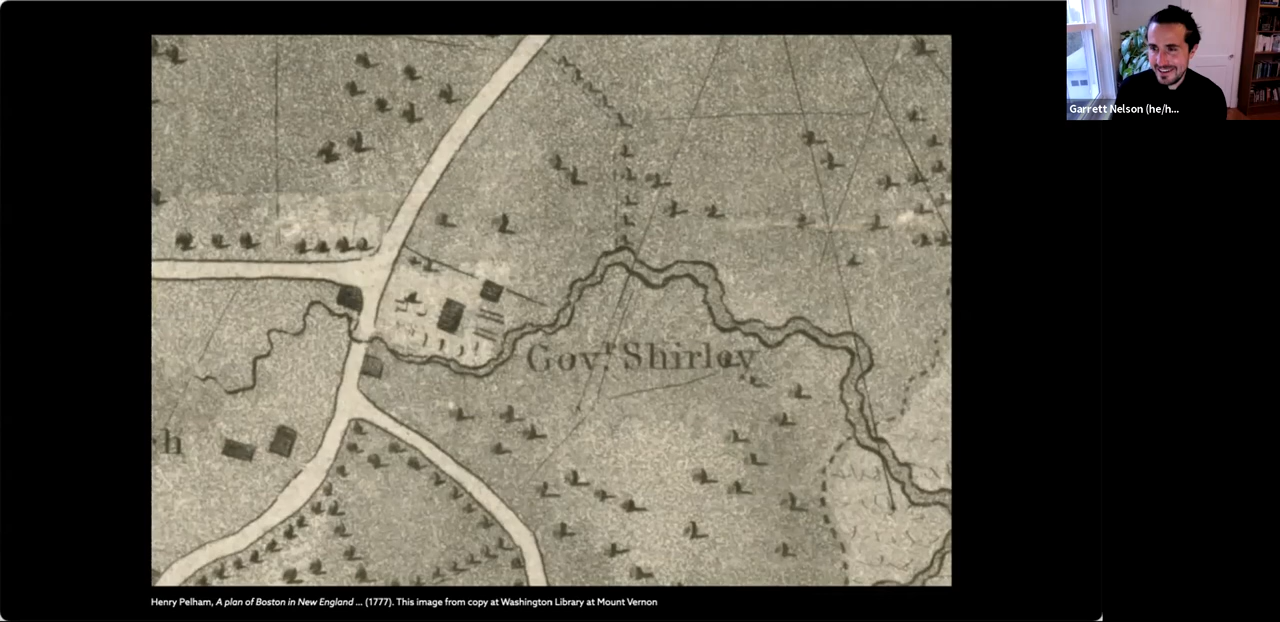 Garrett Nelson (he/h...
Gov.r Shirley
h
Henry Pelham, A plan of Boston in New England ... (1777). This image from copy at Washington Library at Mount Vernon